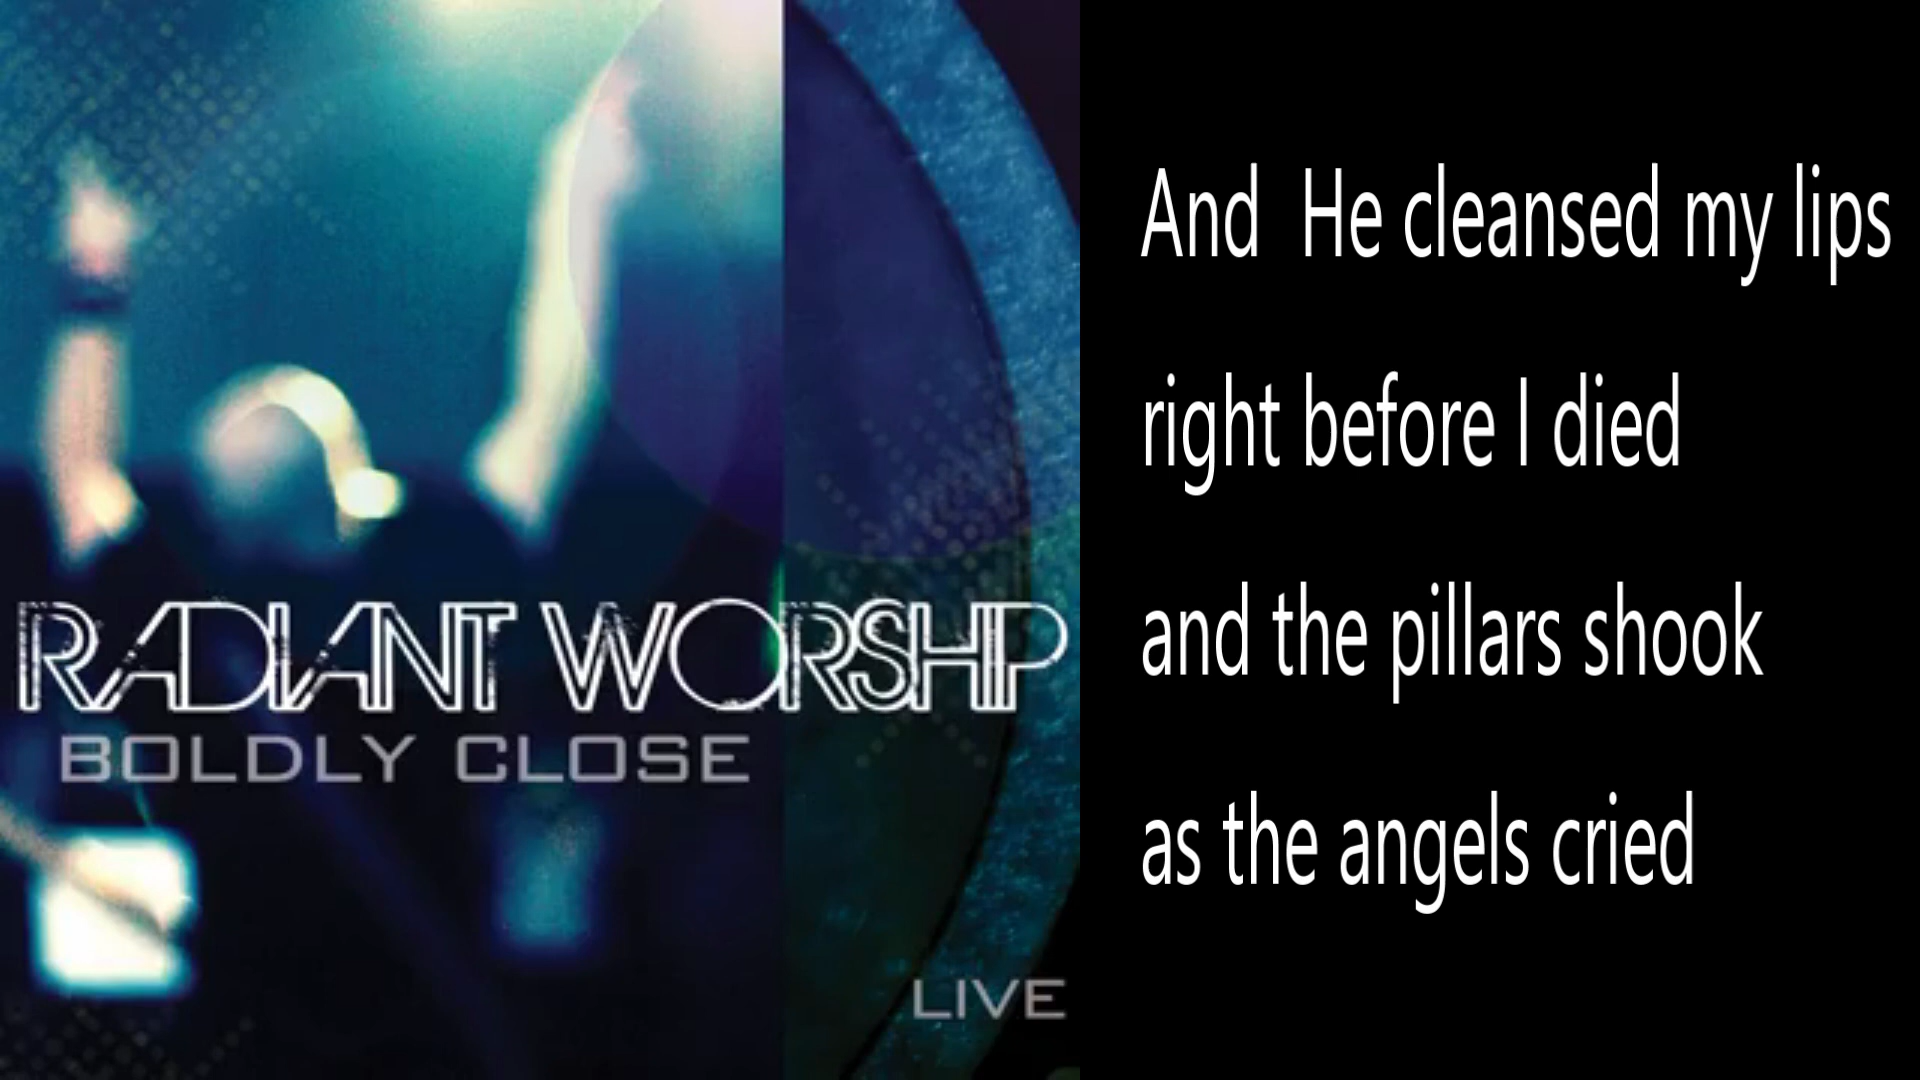 RADIANT WORSHIP
BOLDLY CLOSE
LIVE
And  He cleansed my lips
right before I died
and the pillars shook
as the angels cried